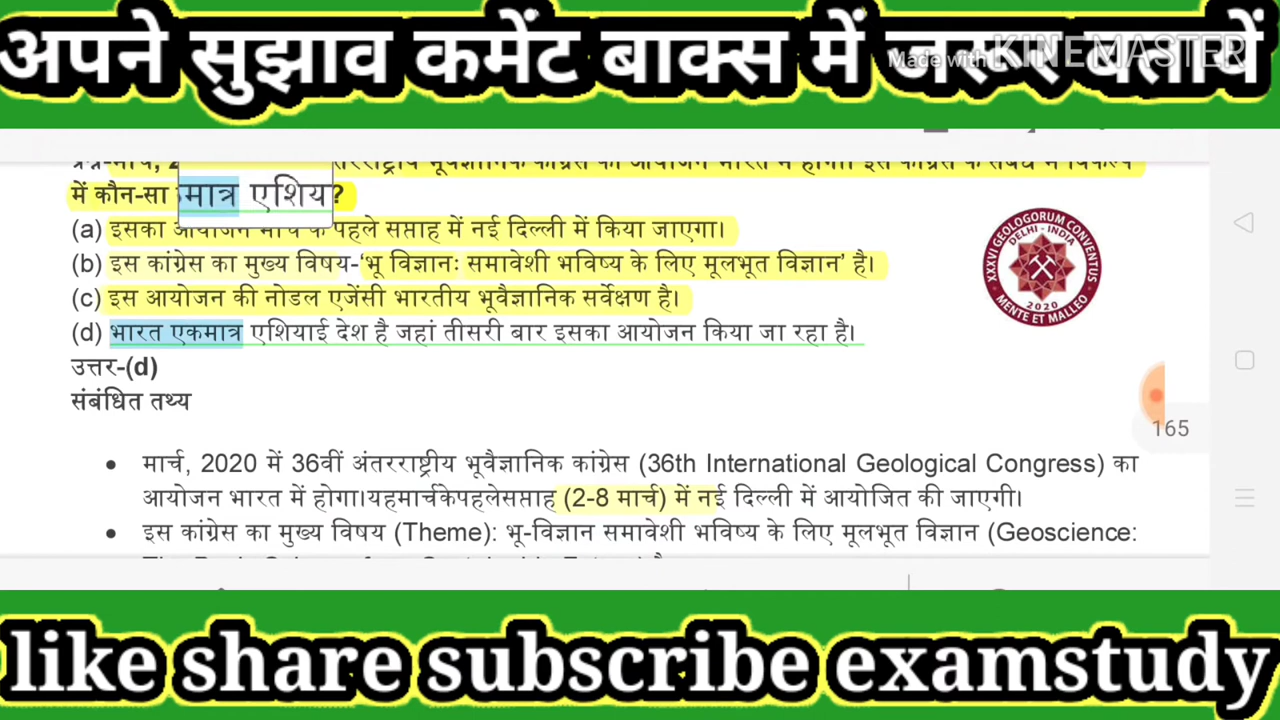 अपने सुझाव कमेंट बाक्स में जरूर बतायें
Made with KINEMASTER
में कौन-सा
मात्र एशिय
?
(a) इसका आयोजन मार्च के पहले सप्ताह में नई दिल्ली में किया जाएगा।
(b) इस कांग्रेस का मुख्य विषय-‘भू विज्ञानः समावेशी भविष्य के लिए मूलभूत विज्ञान’ है।
(c) इस आयोजन की नोडल एजेंसी भारतीय भूवैज्ञानिक सर्वेक्षण है।
(d) भारत एकमात्र एशियाई देश है जहां तीसरी बार इसका आयोजन किया जा रहा है।
उत्तर-(d)
संबंधित तथ्य
XXXVI GEOLOGORUM CONVENTUS
DELHI - INDIA
2020
MENTE ET MALLEO
165
• मार्च, 2020 में 36वीं अंतरराष्ट्रीय भूवैज्ञानिक कांग्रेस (36th International Geological Congress) का
आयोजन भारत में होगा।यहमार्चकेपहलेसप्ताह (2-8 मार्च) में नई दिल्ली में आयोजित की जाएगी।
• इस कांग्रेस का मुख्य विषय (Theme): भू-विज्ञान समावेशी भविष्य के लिए मूलभूत विज्ञान (Geoscience:
like share subscribe examstudy